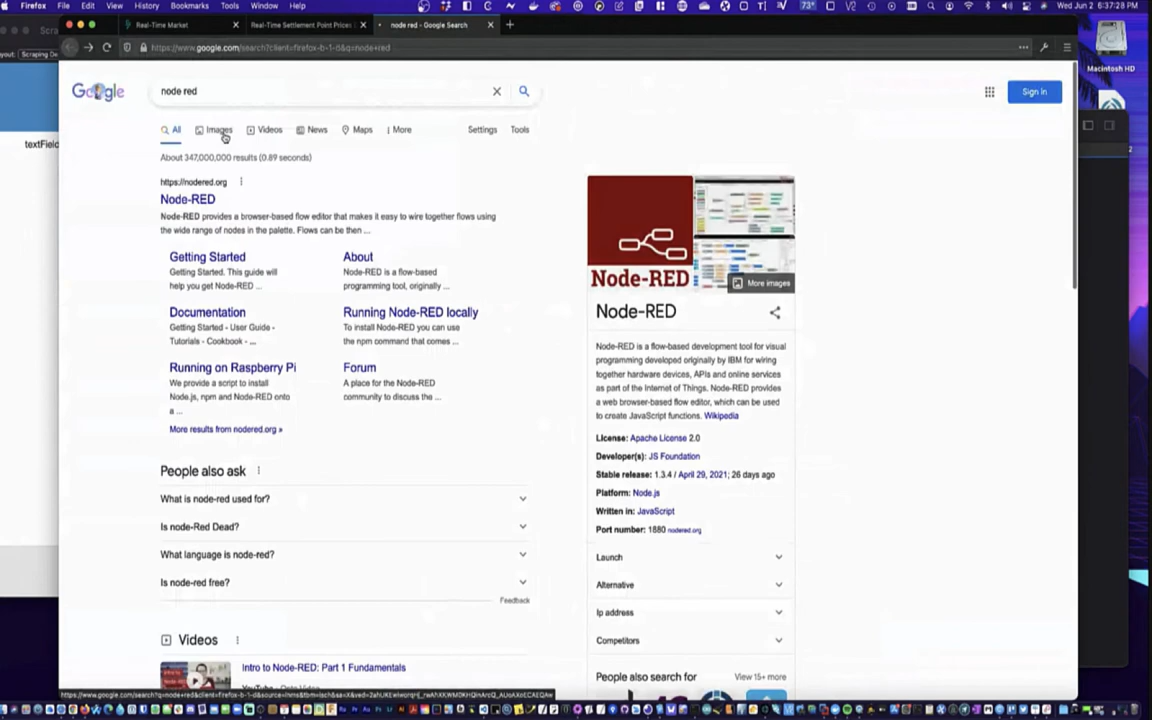 Firefox File Edit View History Bookmarks Tools Window Help
73°
Wed Jun 2 6:37:28 PM
Real-Time Market
Real-Time Settlement Point Prices
node red - Google Search
https://www.google.com/search?client=firefox-b-1-d&q=node+red
Macintosh HD
textField
Google
node red
Sign in
All Images Videos News Maps More Settings Tools
About 347,000,000 results (0.89 seconds)
https://nodered.org
Node-RED
Node-RED provides a browser-based flow editor that makes it easy to wire together flows using
the wide range of nodes in the palette. Flows can be then ...
Getting Started
Getting Started. This guide will
help you get Node-RED ...
About
Node-RED is a flow-based
programming tool, originally ...
Documentation
Getting Started - User Guide -
Tutorials - Cookbook - ...
Running Node-RED locally
To install Node-RED you can use
the npm command that comes ...
Running on Raspberry Pi
We provide a script to install
Node.js, npm and Node-RED onto
a ...
Forum
A place for the Node-RED
community to discuss the ...
More results from nodered.org »
People also ask
What is node-red used for?
Is node-Red Dead?
What language is node-red?
Is node-red free?
Feedback
Videos
Intro to Node-RED: Part 1 Fundamentals
Node-RED
More images
Node-RED
Node-RED is a flow-based development tool for visual
programming developed originally by IBM for wiring
together hardware devices, APIs and online services
as part of the Internet of Things. Node-RED provides
a web browser-based flow editor, which can be used
to create JavaScript functions. Wikipedia
License: Apache License 2.0
Developer(s): JS Foundation
Stable release: 1.3.4 / April 29, 2021; 26 days ago
Platform: Node.js
Written in: JavaScript
Port number: 1880 nodered.org
Launch
Alternative
Ip address
Competitors
People also search for
View 15+ more